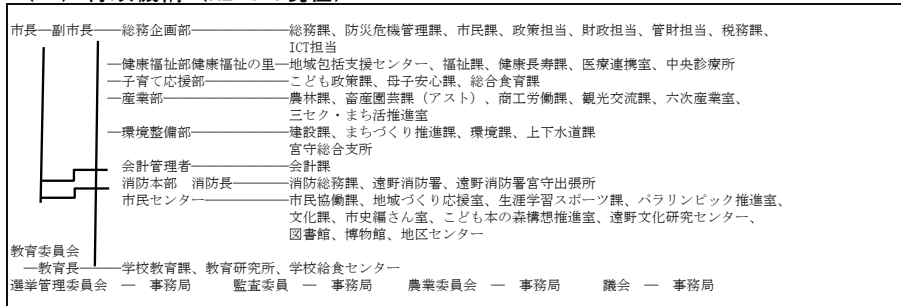 市長―副市長――総務企画部――――――総務課、防災危機管理課、市民課、政策担当、財政担当、管財担当、税務課、
ICT担当
―健康福祉部健康福祉の里―地域包括支援センター、福祉課、健康長寿課、医療連携室、中央診療所
―子育て応援部――――――こども政策課、母子安心課、総合食育課
―産業部――――――――――農林課、畜産園芸課（アスト）、商工労働課、観光交流課、六次産業室、
三セク・まち活推進室
―環境整備部――――――――建設課、まちづくり推進課、環境課、上下水道課
宮守総合支所
会計管理者――――――――会計課
消防本部　消防長――――消防総務課、遠野消防署、遠野消防署宮守出張所
市民センター――――――市民協働課、地域づくり応援室、生涯学習スポーツ課、パラリンピック推進室、
文化課、市史編さん室、こども本の森構想推進室、遠野文化研究センター、
図書館、博物館、地区センター
教育委員会
―教育長――学校教育課、教育研究所、学校給食センター
選挙管理委員会　―　事務局　　監査委員　―　事務局　　農業委員会　―　事務局　　議会　―　事務局